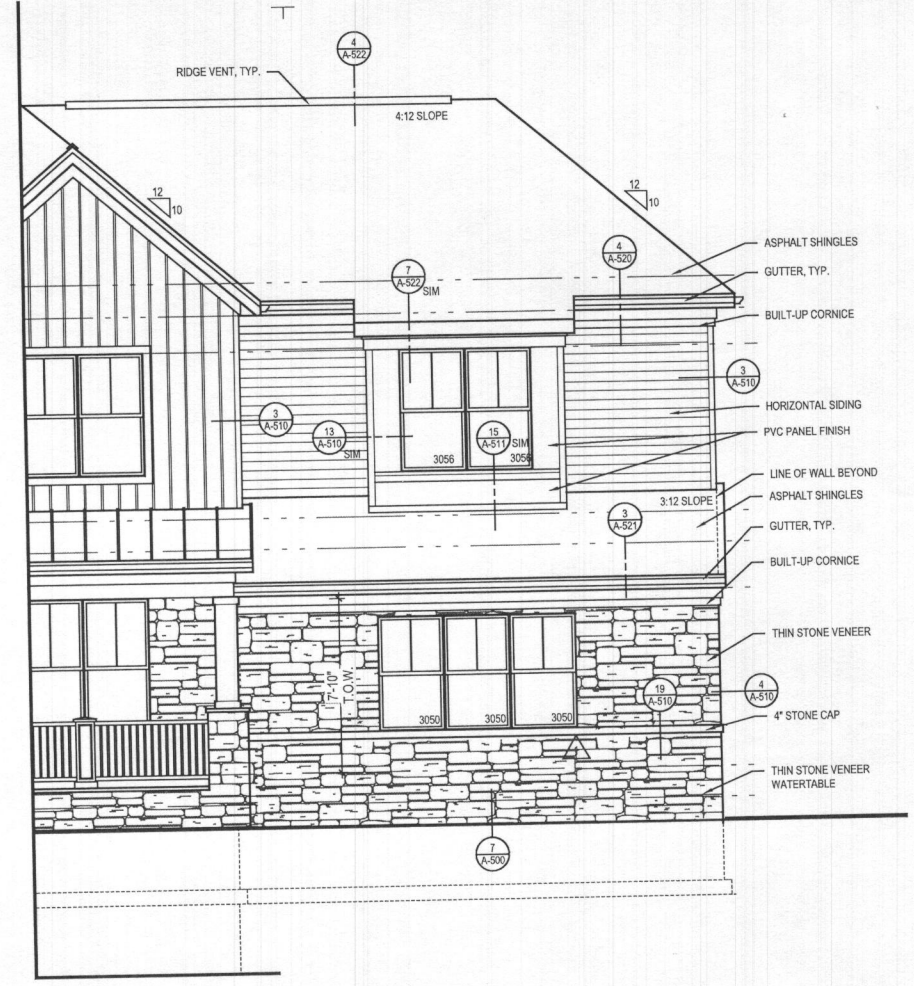 4
A-522
RIDGE VENT, TYP.
4:12 SLOPE
12
10
12
10
4
A-520
ASPHALT SHINGLES
GUTTER, TYP.
7
A-522
SIM
BUILT-UP CORNICE
3
A-510
HORIZONTAL SIDING
3
A-510
13
A-510
SIM
15
A-511
SIM
PVC PANEL FINISH
3056
3056
LINE OF WALL BEYOND
3:12 SLOPE
ASPHALT SHINGLES
3
A-521
GUTTER, TYP.
BUILT-UP CORNICE
THIN STONE VENEER
7'-10"
T.O.W.
19
A-510
4
A-510
3050
3050
3050
4" STONE CAP
THIN STONE VENEER
WATERTABLE
7
A-500